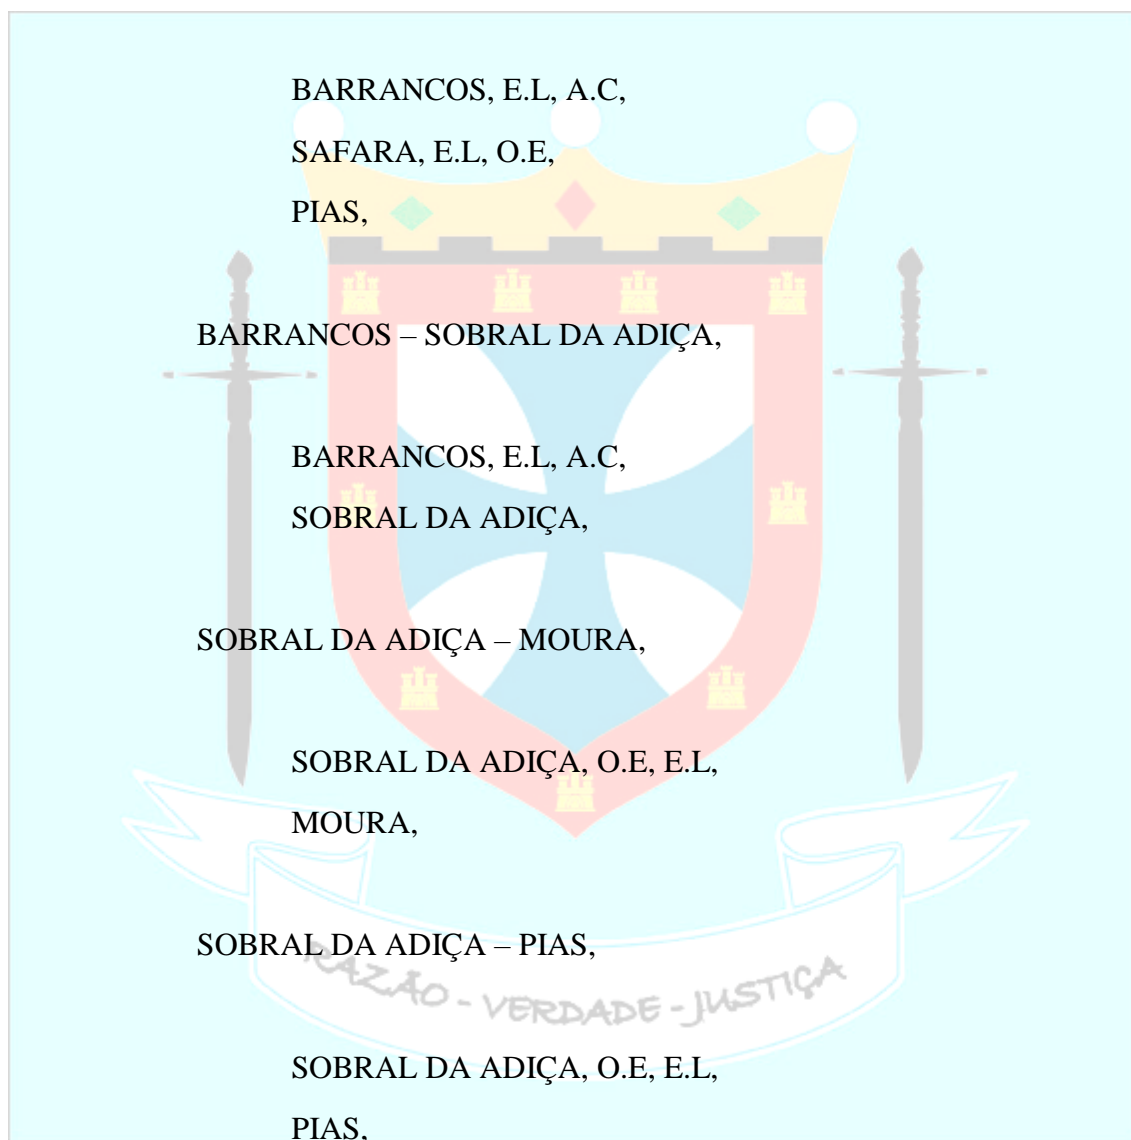 BARRANCOS, E.L, A.C,
SAFARA, E.L, O.E,
PIAS,
BARRANCOS – SOBRAL DA ADIÇA,
BARRANCOS, E.L, A.C,
SOBRAL DA ADIÇA,
SOBRAL DA ADIÇA – MOURA,
SOBRAL DA ADIÇA, O.E, E.L,
MOURA,
SOBRAL DA ADIÇA – PIAS,
RAZÃO - VERDADE - JUSTIÇA
SOBRAL DA ADIÇA, O.E, E.L,
PIAS,